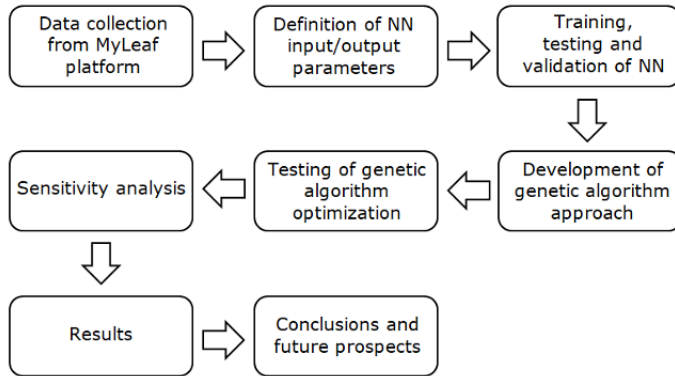 Data collection
from MyLeaf
platform
Definition of NN
input/output
parameters
Training,
testing and
validation of NN
Development of
genetic algorithm
approach
Testing of genetic
algorithm
optimization
Sensitivity analysis
Results
Conclusions and
future prospects